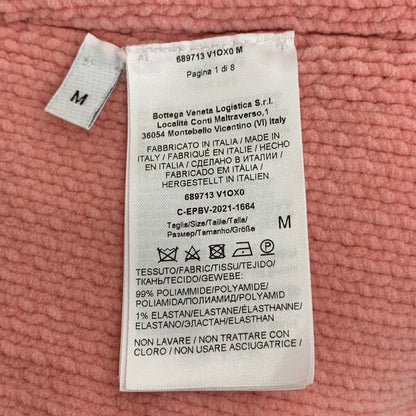 M
689713 V1OX0 M
Pagina 1 di 8
Bottega Veneta Logistica S.r.l.
Località Conti Maltraverso,1
36054 Montebello Vicentino (VI) Italy
FABBRICATO IN ITALIA / MADE IN
ITALY / FABRIQUÉ EN ITALIE / HECHO
EN ITALIA / СДЕЛАНО В ИТАЛИИ /
FABRICADO EM ITÁLIA /
HERGESTELLT IN ITALIEN
689713 V1OX0
C-EPBV-2021-1664
Taglia/Size/Taille/Talla/
Размер/Tamanho/Größe
M
TESSUTO/FABRIC/TISSU/TEJIDO/
ТКАНЬ/TECIDO/GEWEBE:
99% POLIAMMIDE/POLYAMIDE/
POLIAMIDA/ПОЛИАМИД/POLYAMID
1% ELASTAN/ELASTANE/ELASTHANNE/
ELASTANO/ЭЛАСТАН/ELASTHAN
NON LAVARE / NON TRATTARE CON
CLORO / NON USARE ASCIUGATRICE /